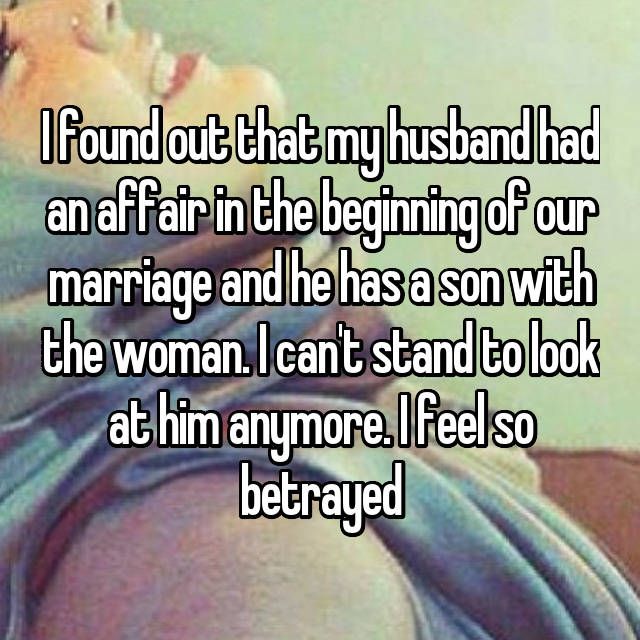 I found out that my husband had
an affair in the beginning of our
marriage and he has a son with
the woman. I can't stand to look
at him anymore. I feel so
betrayed